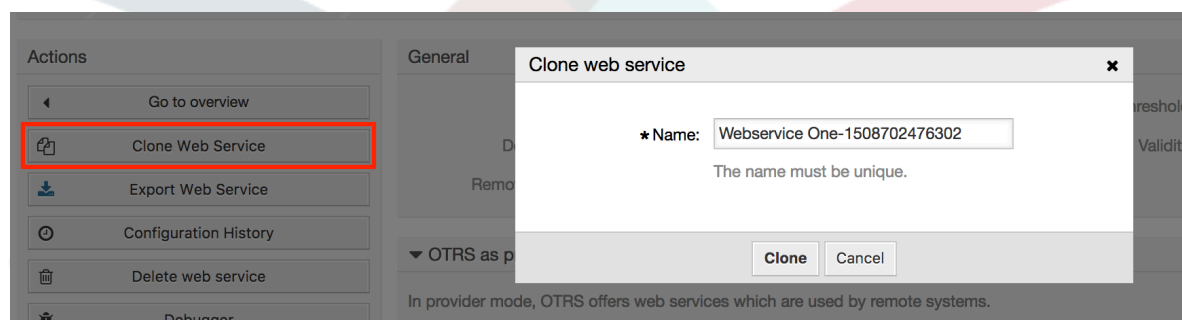 Actions
Go to overview
Clone Web Service
Export Web Service
Configuration History
Delete web service
Debugger
General
Clone web service
* Name: Webservice One-1508702476302
The name must be unique.
Clone Cancel
OTRS as
In provider mode, OTRS offers web services which are used by remote systems.